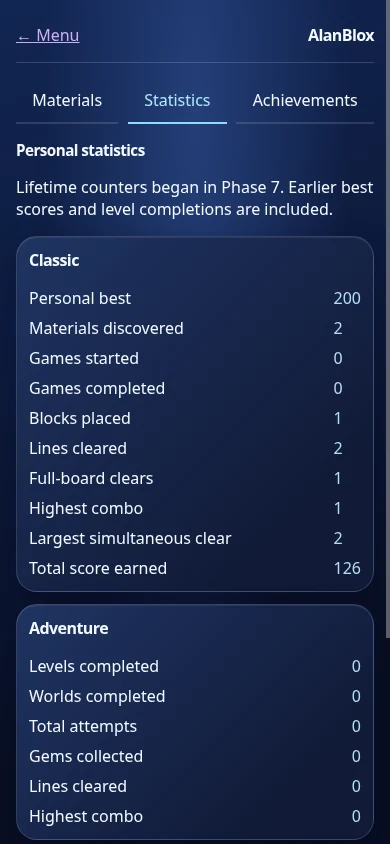 ← Menu
AlanBlox
Materials
Statistics
Achievements
Personal statistics
Lifetime counters began in Phase 7. Earlier best
scores and level completions are included.
Classic
Personal best 200
Materials discovered 2
Games started 0
Games completed 0
Blocks placed 1
Lines cleared 2
Full-board clears 1
Highest combo 1
Largest simultaneous clear 2
Total score earned 126
Adventure
Levels completed 0
Worlds completed 0
Total attempts 0
Gems collected 0
Lines cleared 0
Highest combo 0